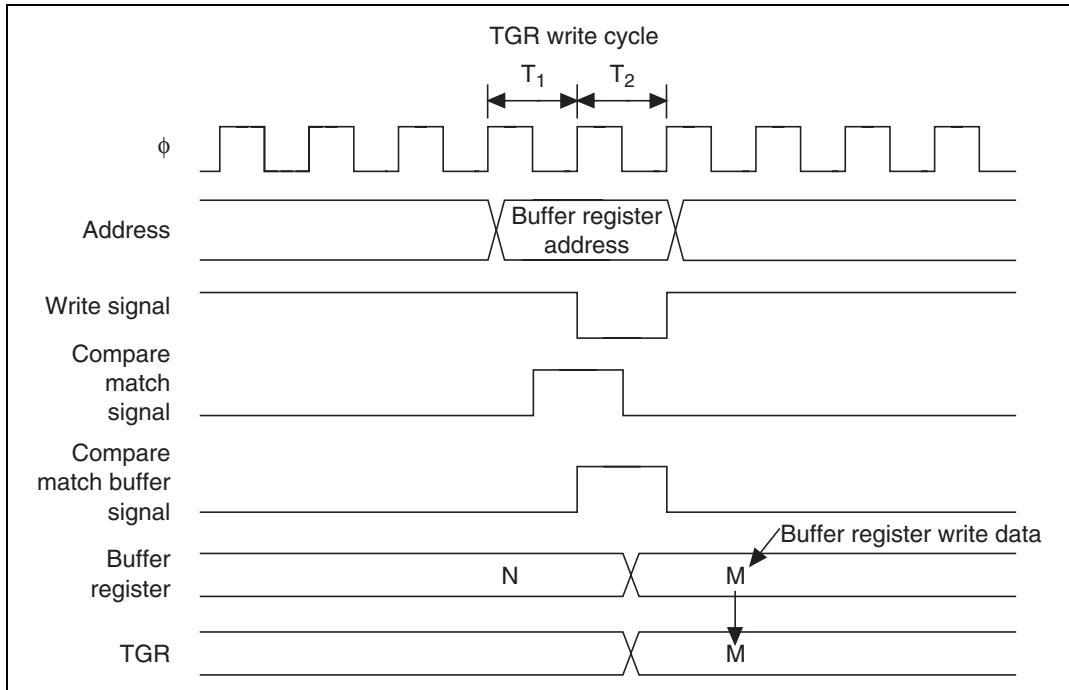 TGR write cycle
T1 T2
ϕ
Address
Buffer register
address
Write signal
Compare
match
signal
Compare
match buffer
signal
Buffer register write data
Buffer
register
N M
TGR
M